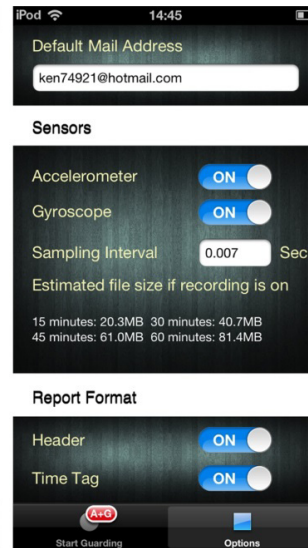 iPod 14:45
Default Mail Address
ken74921@hotmail.com
Sensors
Accelerometer ON
Gyroscope ON
Sampling Interval 0.007 Sec
Estimated file size if recording is on
15 minutes: 20.3MB 30 minutes: 40.7MB
45 minutes: 61.0MB 60 minutes: 81.4MB
Report Format
Header ON
Time Tag ON
A+G
Start Guarding Options